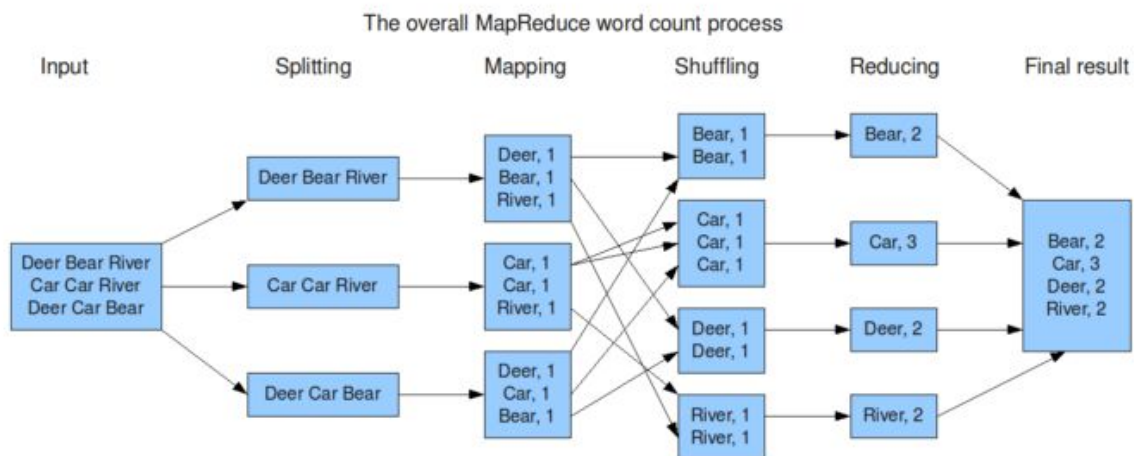 The overall MapReduce word count process
Input
Splitting
Mapping
Shuffling
Reducing
Final result
Deer Bear River
Car Car River
Deer Car Bear
Deer Bear River
Car Car River
Deer Car Bear
Deer, 1
Bear, 1
River, 1
Car, 1
Car, 1
River, 1
Deer, 1
Car, 1
Bear, 1
Bear, 1
Bear, 1
Car, 1
Car, 1
Car, 1
Deer, 1
Deer, 1
River, 1
River, 1
Bear, 2
Car, 3
Deer, 2
River, 2
Bear, 2
Car, 3
Deer, 2
River, 2